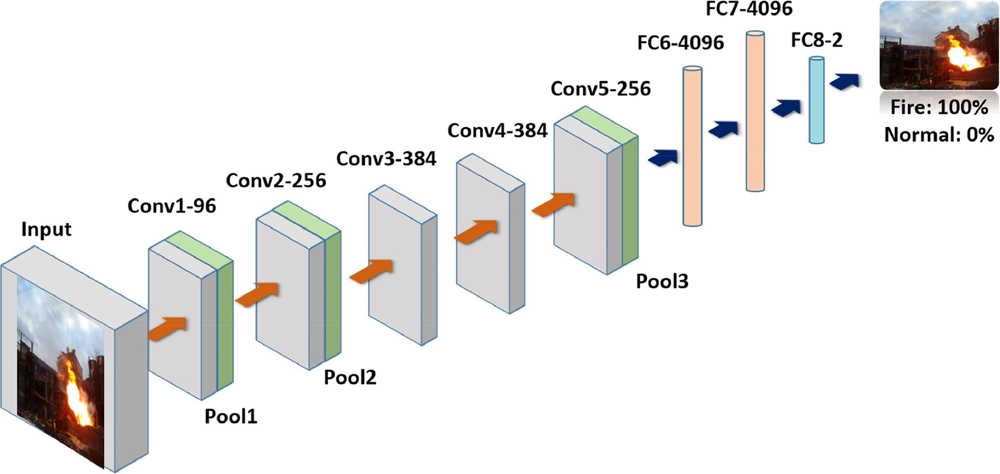 Input
Conv1-96
Pool1
Conv2-256
Pool2
Conv3-384
Conv4-384
Conv5-256
Pool3
FC6-4096
FC7-4096
FC8-2
Fire: 100%
Normal: 0%